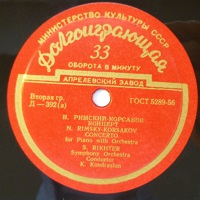 МИНИСТЕРСТВО КУЛЬТУРЫ СССР
Долгоиграющая
33
ОБОРОТА В МИНУТУ
АПРЕЛЕВСКИЙ ЗАВОД
Вторая гр.
Д—392(а)
ГОСТ 5289-56
Н. РИМСКИЙ-КОРСАКОВ
КОНЦЕРТ
N. RIMSKY-KORSAKOV
CONCERTO
for Piano with Orchestra
S. RIKHTER
Symphony Orchestra
Conductor
K. Kondrashin